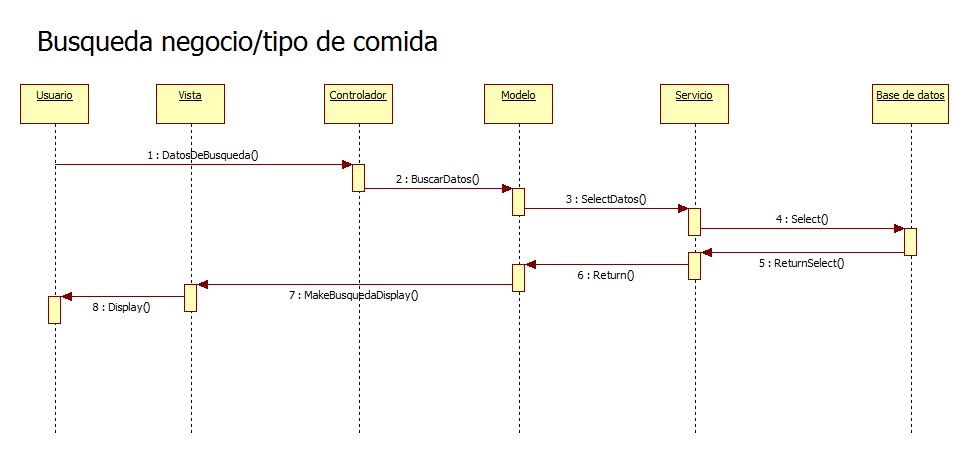 Busqueda negocio/tipo de comida
Usuario
Vista
Controlador
Modelo
Servicio
Base de datos
1 : DatosDeBusqueda()
2 : BuscarDatos()
3 : SelectDatos()
4 : Select()
5 : ReturnSelect()
6 : Return()
7 : MakeBusquedaDisplay()
8 : Display()